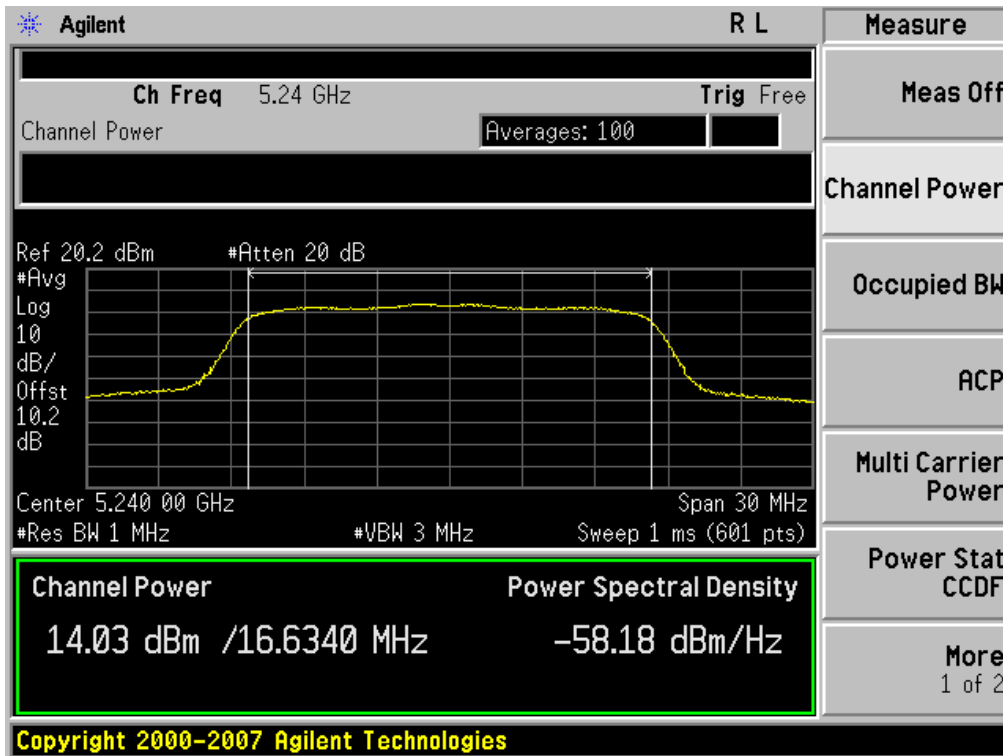 Agilent R L Measure
Ch Freq 5.24 GHz Trig Free
Channel Power Averages: 100
Ref 20.2 dBm #Atten 20 dB
#Avg
Log
10
dB/
Offst
10.2
dB
Center 5.240 00 GHz Span 30 MHz
#Res BW 1 MHz #VBW 3 MHz Sweep 1 ms (601 pts)
Channel Power Power Spectral Density
14.03 dBm /16.6340 MHz -58.18 dBm/Hz
Meas Off
Channel Power
Occupied BW
ACP
Multi Carrier
Power
Power Stat
CCDF
More
1 of 2
Copyright 2000-2007 Agilent Technologies